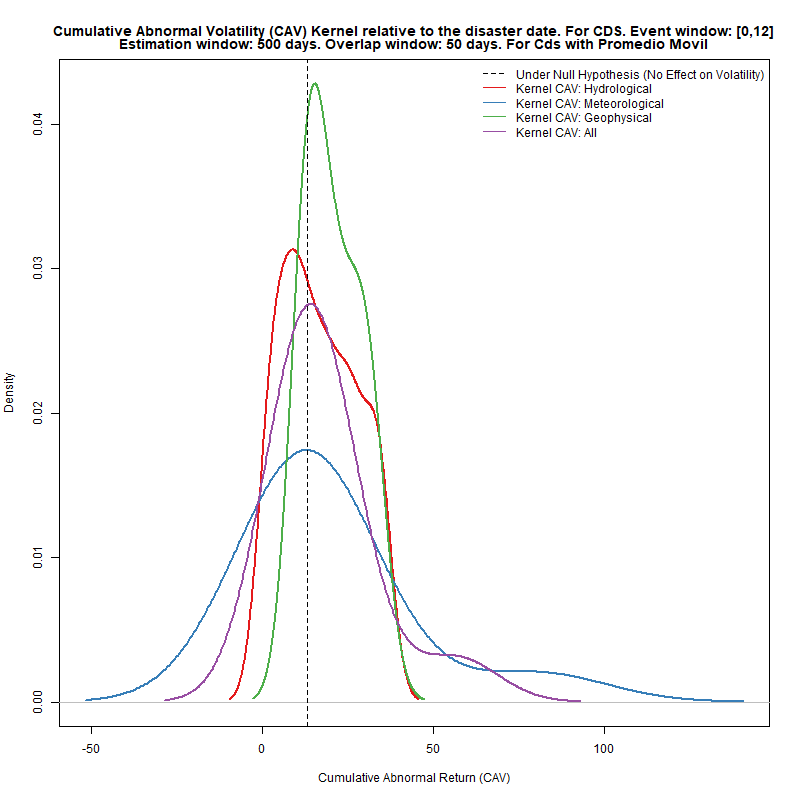 Cumulative Abnormal Volatility (CAV) Kernel relative to the disaster date. For CDS. Event window: [0,12]
Estimation window: 500 days. Overlap window: 50 days. For Cds with Promedio Movil
Under Null Hypothesis (No Effect on Volatility)
Kernel CAV: Hydrological
Kernel CAV: Meteorological
Kernel CAV: Geophysical
Kernel CAV: All
Density
0.04
0.03
0.02
0.01
0.00
-50 0 50 100
Cumulative Abnormal Return (CAV)